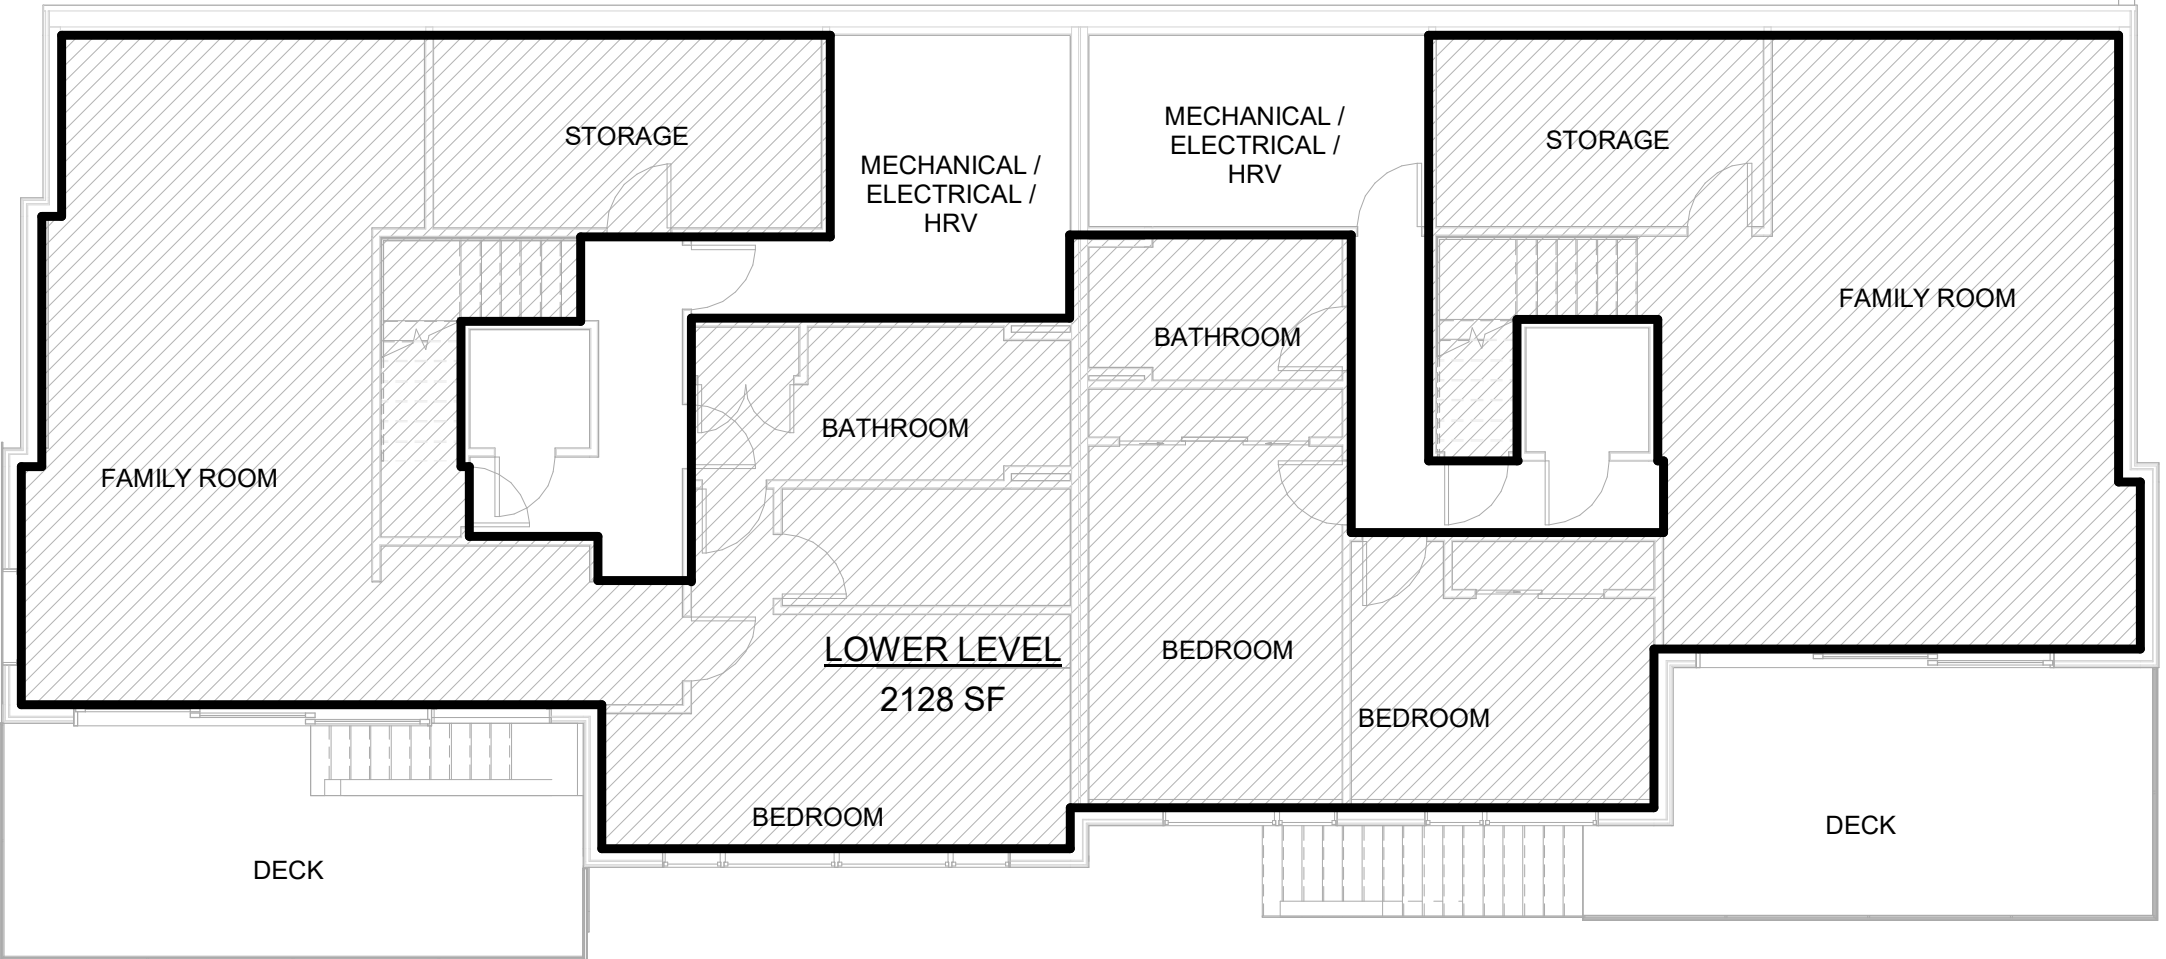 STORAGE
MECHANICAL /
ELECTRICAL /
HRV
MECHANICAL /
ELECTRICAL /
HRV
STORAGE
FAMILY ROOM
BATHROOM
BATHROOM
FAMILY ROOM
LOWER LEVEL
2128 SF
BEDROOM
BEDROOM
BEDROOM
DECK
DECK